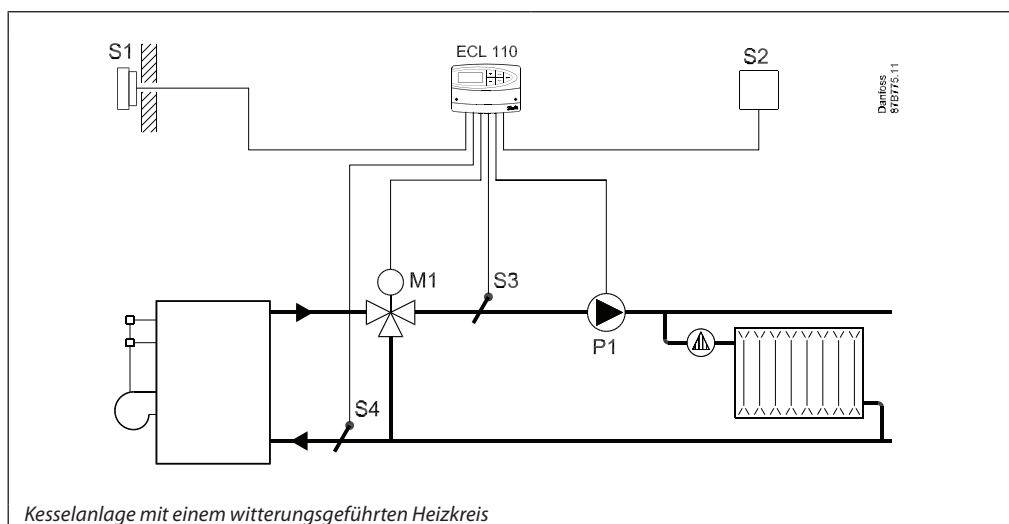 S1
ECL 110
S2
Danfoss
87B775.11
M1
S3
P1
S4
Kesselanlage mit einem witterungsgeführten Heizkreis